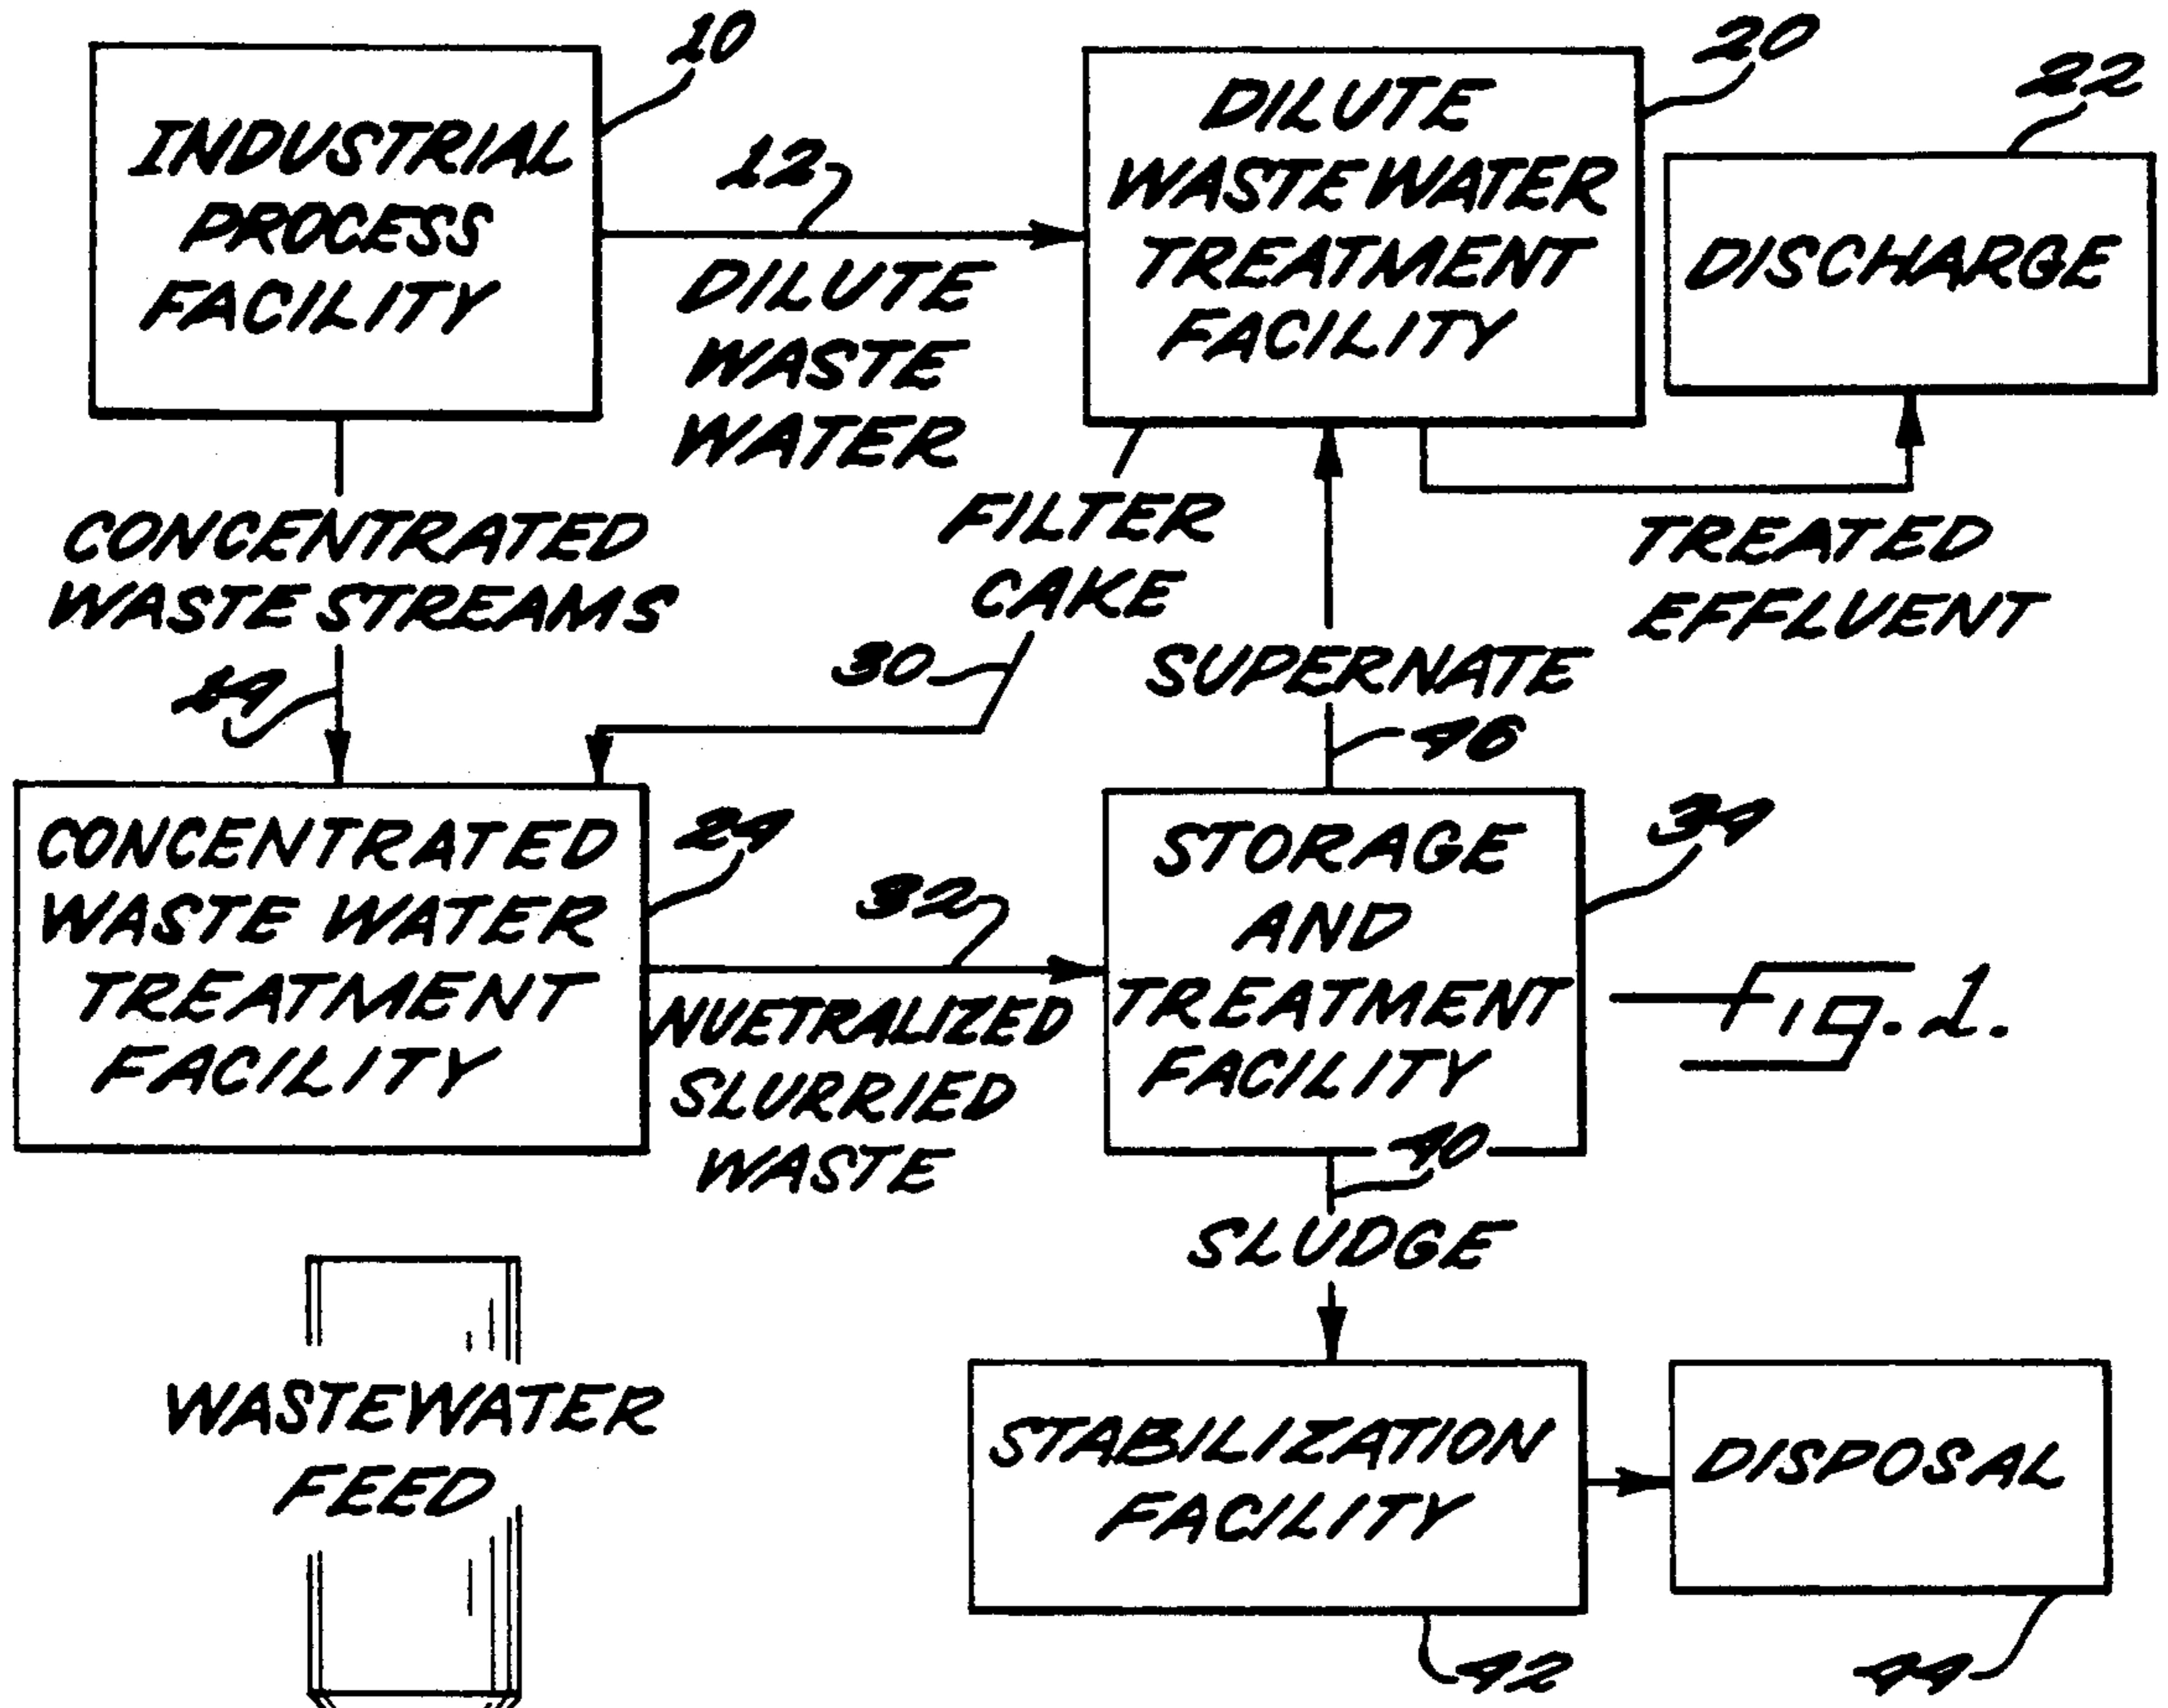 10
INDUSTRIAL
PROCESS
FACILITY
12
DILUTE
WASTE
WATER
20
DILUTE
WASTE WATER
TREATMENT
FACILITY
22
DISCHARGE
TREATED
EFFLUENT
CONCENTRATED
WASTE STREAMS
14
FILTER
CAKE
30
SUPERNATE
46
CONCENTRATED
WASTE WATER
TREATMENT
FACILITY
24
32
NUETRALIZED
SLURRIED
WASTE
STORAGE
AND
TREATMENT
FACILITY
34
Fig. 1.
40
SLUDGE
WASTEWATER
FEED
STABILIZATION
FACILITY
42
DISPOSAL
44